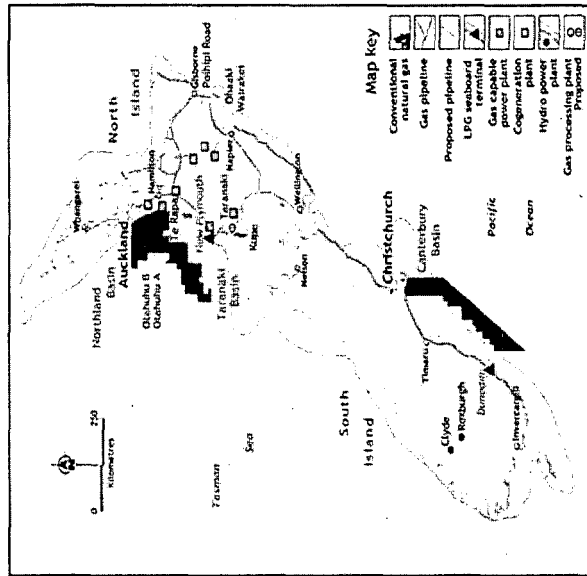 North
Island
Whangarei
Northland
Basin
Auckland
Hamilton
Otahuhu B
Otahuhu A
Te Rapa
Gisborne
Poihipi Road
Ohaaki
Wairakei
New Plymouth
Taranaki
Taranaki
Basin
Napier
Kupe
Wellington
Nelson
0 250
Kilometres
Tasman
Sea
South
Island
Christchurch
Canterbury
Basin
Pacific
Ocean
Timaru
Clyde
Roxburgh
Dunedin
Invercargill
Map key
Conventional
natural gas
Gas pipeline
Proposed pipeline
LPG seaboard
terminal
Gas capable
power plant
Cogeneration
plant
Hydro power
plant
Gas processing plant
Proposed